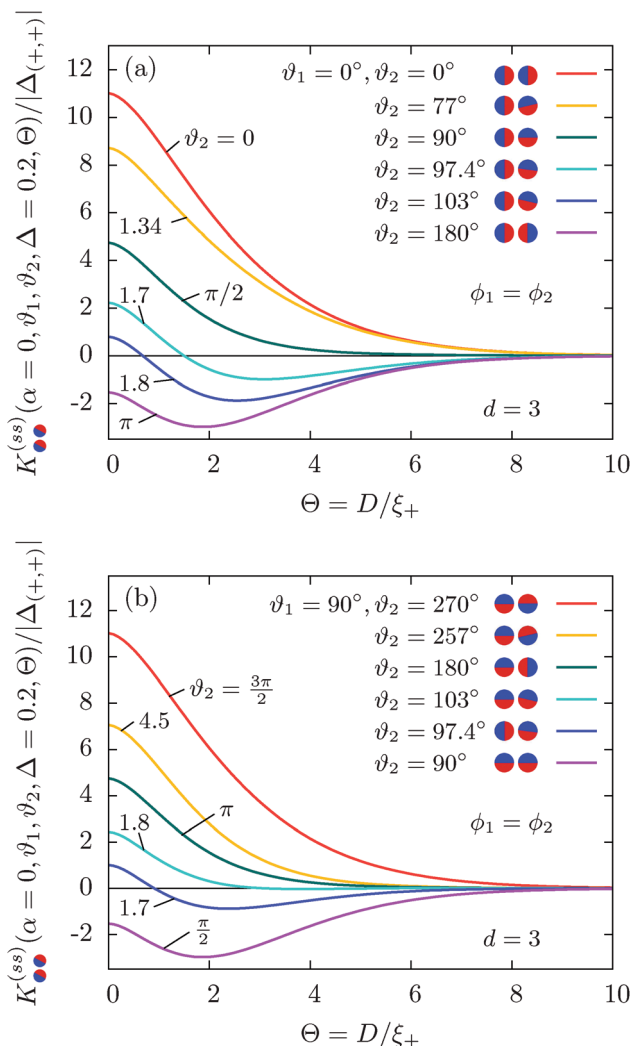 (a)
K^{(ss)}(α = 0, ϑ₁, ϑ₂, Δ = 0.2, Θ)/|Δ_{(+,+)}|
ϑ₁ = 0°, ϑ₂ = 0°
ϑ₂ = 77°
ϑ₂ = 90°
ϑ₂ = 97.4°
ϑ₂ = 103°
ϑ₂ = 180°
ϑ₂ = 0
1.34
π/2
1.7
1.8
π
ϕ₁ = ϕ₂
d = 3
12
10
8
6
4
2
0
-2
0 2 4 6 8 10
Θ = D/ξ₊
(b)
K^{(ss)}(α = 0, ϑ₁, ϑ₂, Δ = 0.2, Θ)/|Δ_{(+,+)}|
ϑ₁ = 90°, ϑ₂ = 270°
ϑ₂ = 257°
ϑ₂ = 180°
ϑ₂ = 103°
ϑ₂ = 97.4°
ϑ₂ = 90°
ϑ₂ = 3π/2
4.5
π
1.8
1.7
π/2
ϕ₁ = ϕ₂
d = 3
12
10
8
6
4
2
0
-2
0 2 4 6 8 10
Θ = D/ξ₊